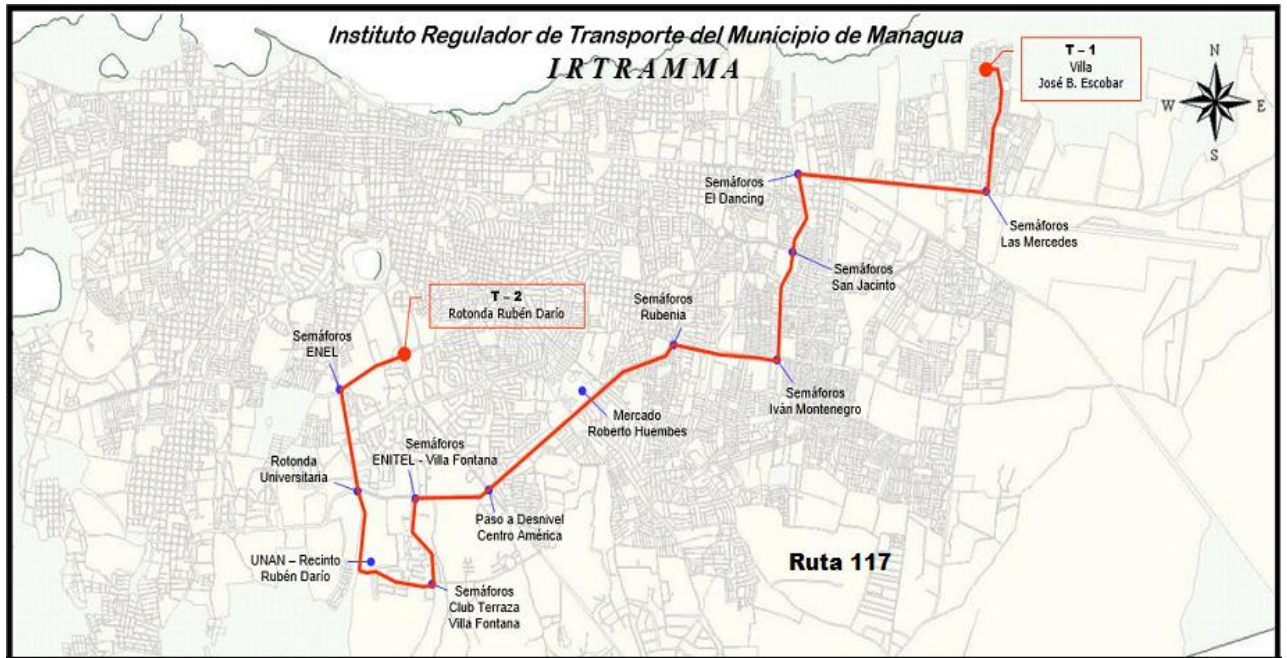 Instituto Regulador de Transporte del Municipio de Managua
IRTRAMMA
T – 1
Villa
José B. Escobar
N
W
E
S
Semáforos
El Dancing
Semáforos
Las Mercedes
Semáforos
San Jacinto
T – 2
Rotonda Rubén Darío
Semáforos
Rubenia
Semáforos
ENEL
Semáforos
Iván Montenegro
Mercado
Roberto Huembes
Semáforos
ENITEL - Villa Fontana
Rotonda
Universitaria
Paso a Desnivel
Centro América
UNAN – Recinto
Rubén Darío
Ruta 117
Semáforos
Club Terraza
Villa Fontana